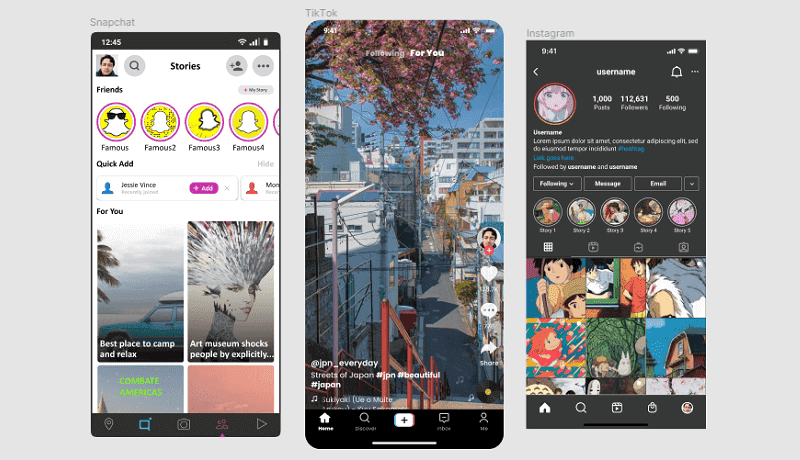 Snapchat
12:45
Stories
Friends
+ My Story
Famous
Famous2
Famous3
Famous4
Quick Add
Hide
Jessie Vince
Recently Joined
+ Add
Mon
For You
Best place to camp
and relax
Art museum shocks
people by explicitly...
COMBATE
AMERICAS
TikTok
9:41
Following
For You
@jpn_everyday
Streets of Japan #jpn #beautiful
#japan
Sukiyaki (Ue o Muite
Share
Home
Discover
Inbox
Me
Instagram
9:41
username
1,000
Posts
112,631
Followers
500
Following
Username
Lorem ipsum dolor sit amet, consectetur adipiscing elit, sed
do eiusmod tempor incididunt #hashtag
Link goes here
Followed by username and username
Following
Message
Email
Story 1
Story 2
Story 3
Story 4
Story 5